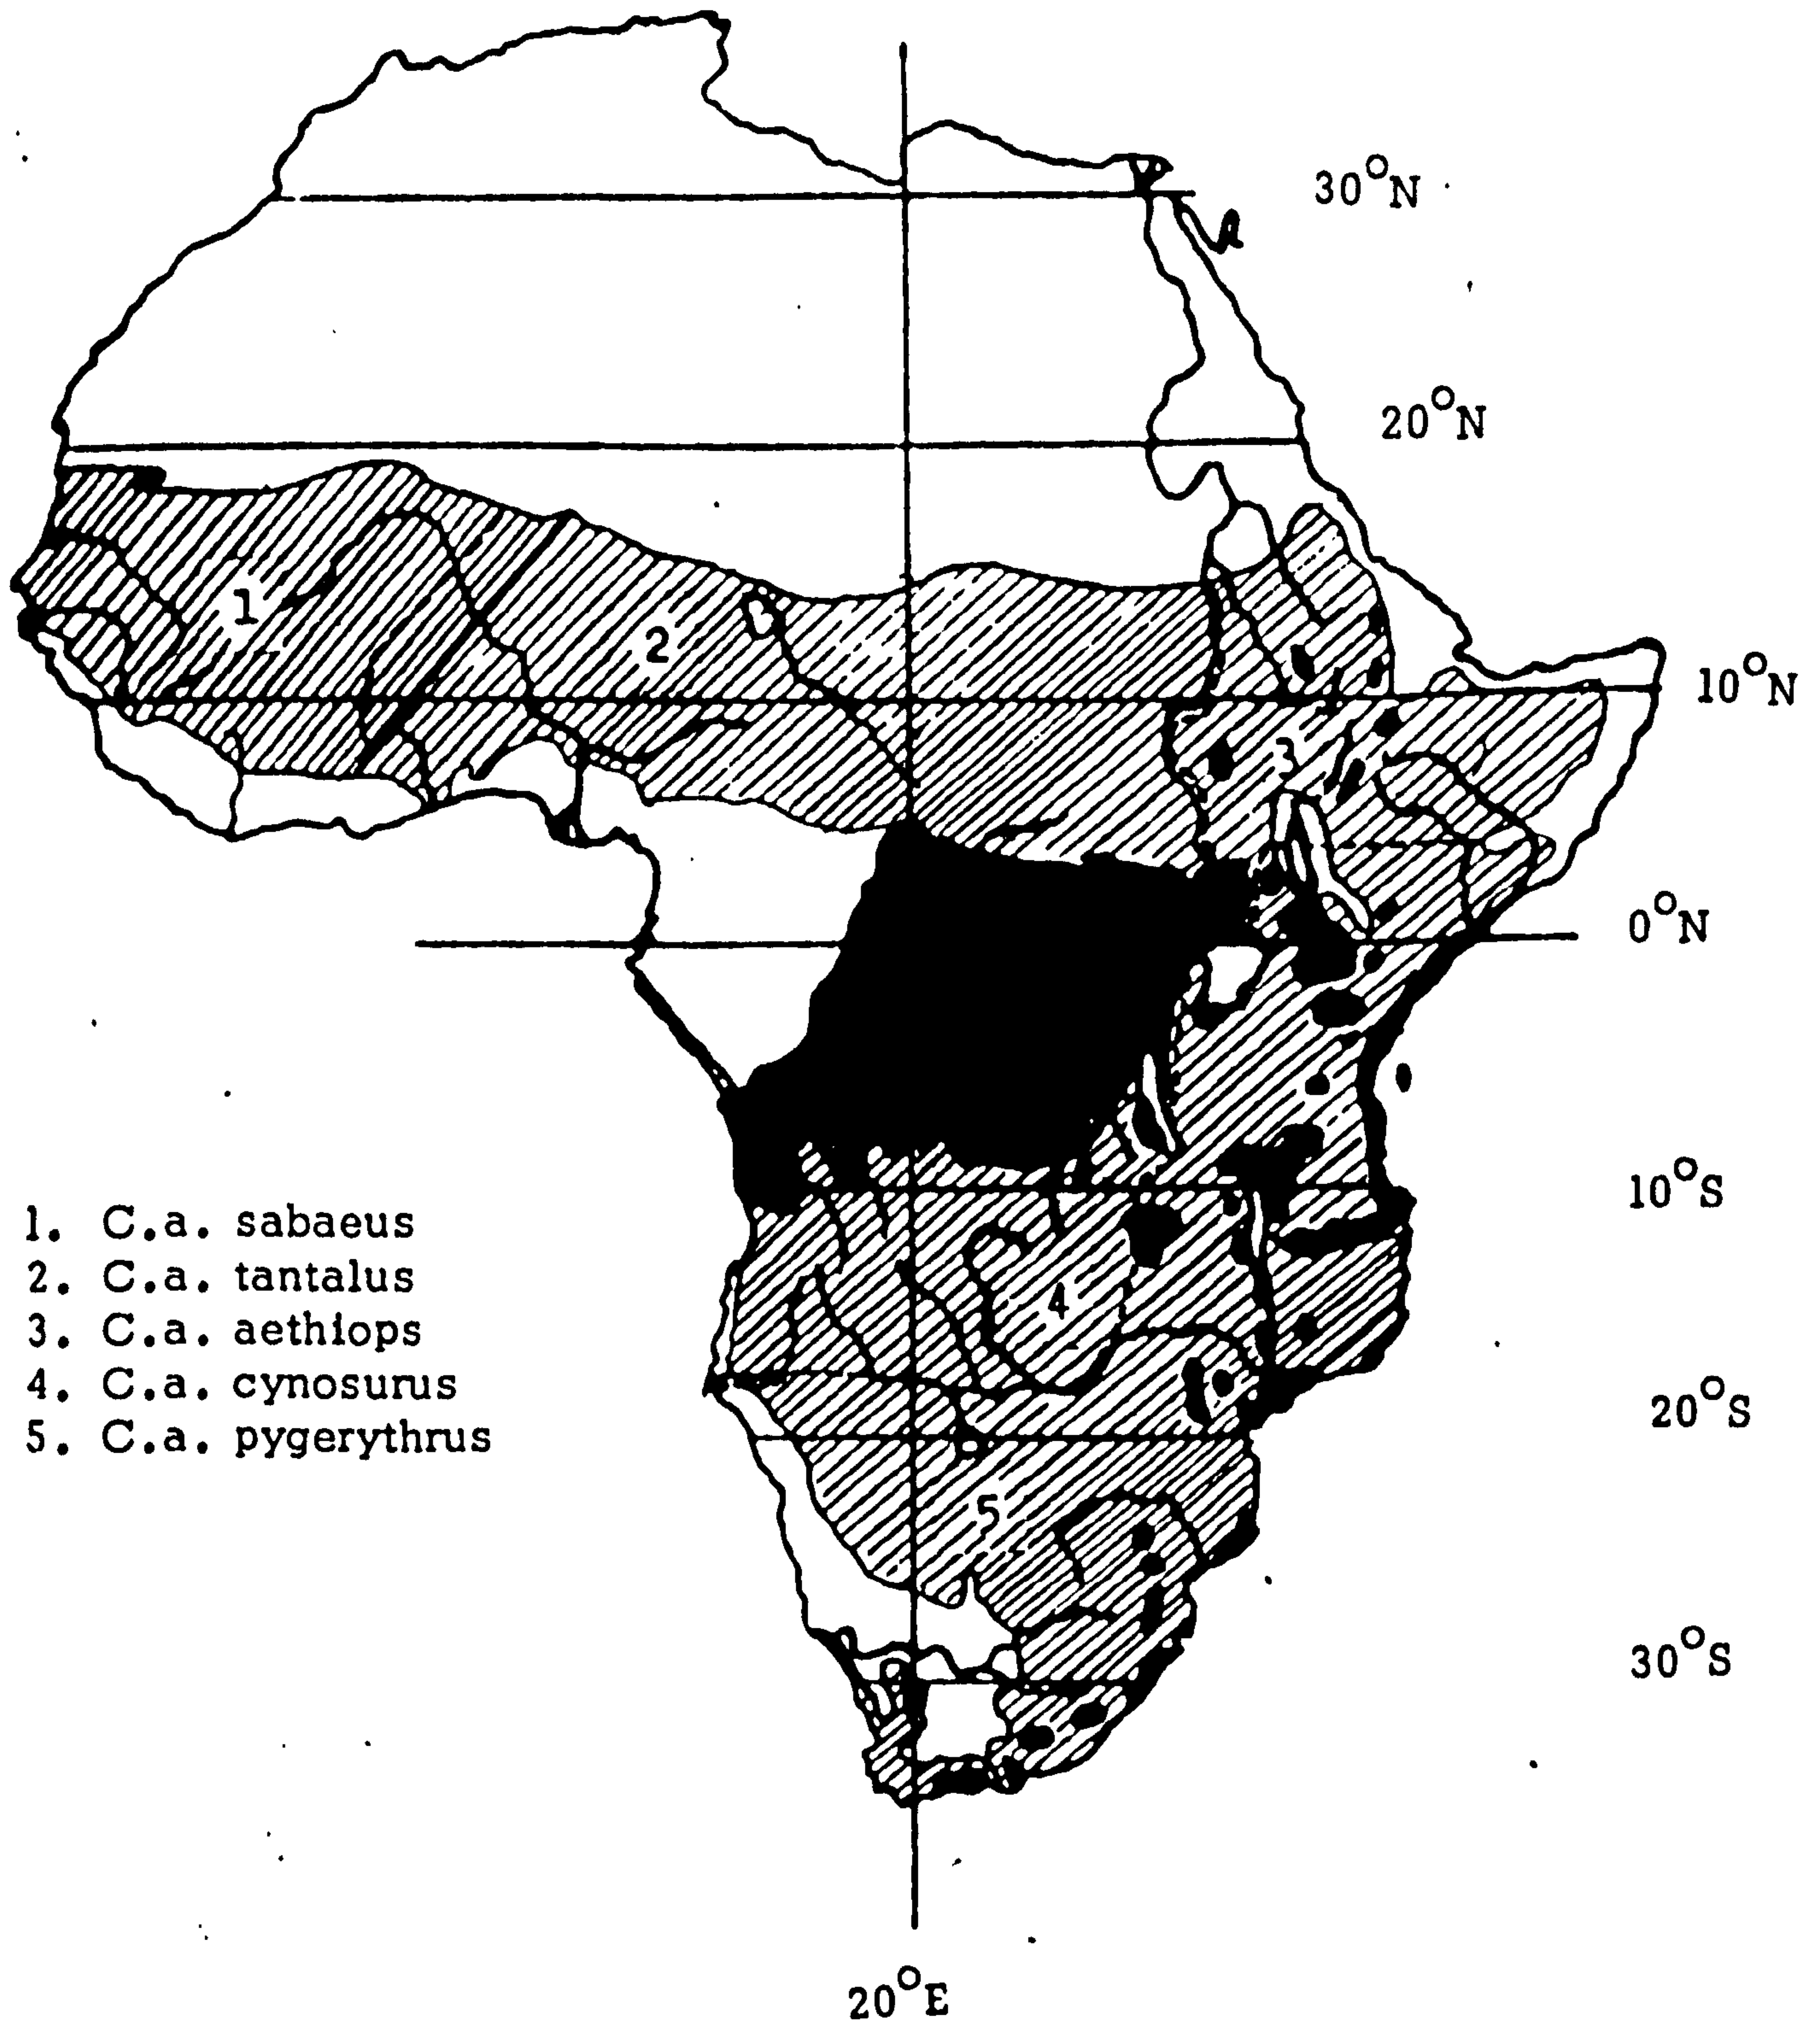 30°N
20°N
1
2
10°N
3
0°N
10°S
1. C.a. sabaeus
2. C.a. tantalus
3. C.a. aethiops
4. C.a. cynosurus
5. C.a. pygerythrus
4
20°S
5
30°S
20°E